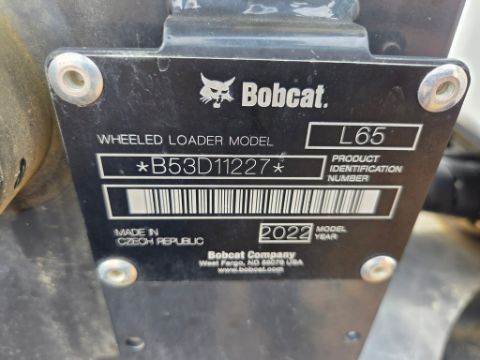 Bobcat.
WHEELED LOADER MODEL L65
*B53D11227* PRODUCT IDENTIFICATION NUMBER
MADE IN CZECH REPUBLIC 2022 MODEL YEAR
Bobcat Company
West Fargo, ND 58078 USA
www.bobcat.com